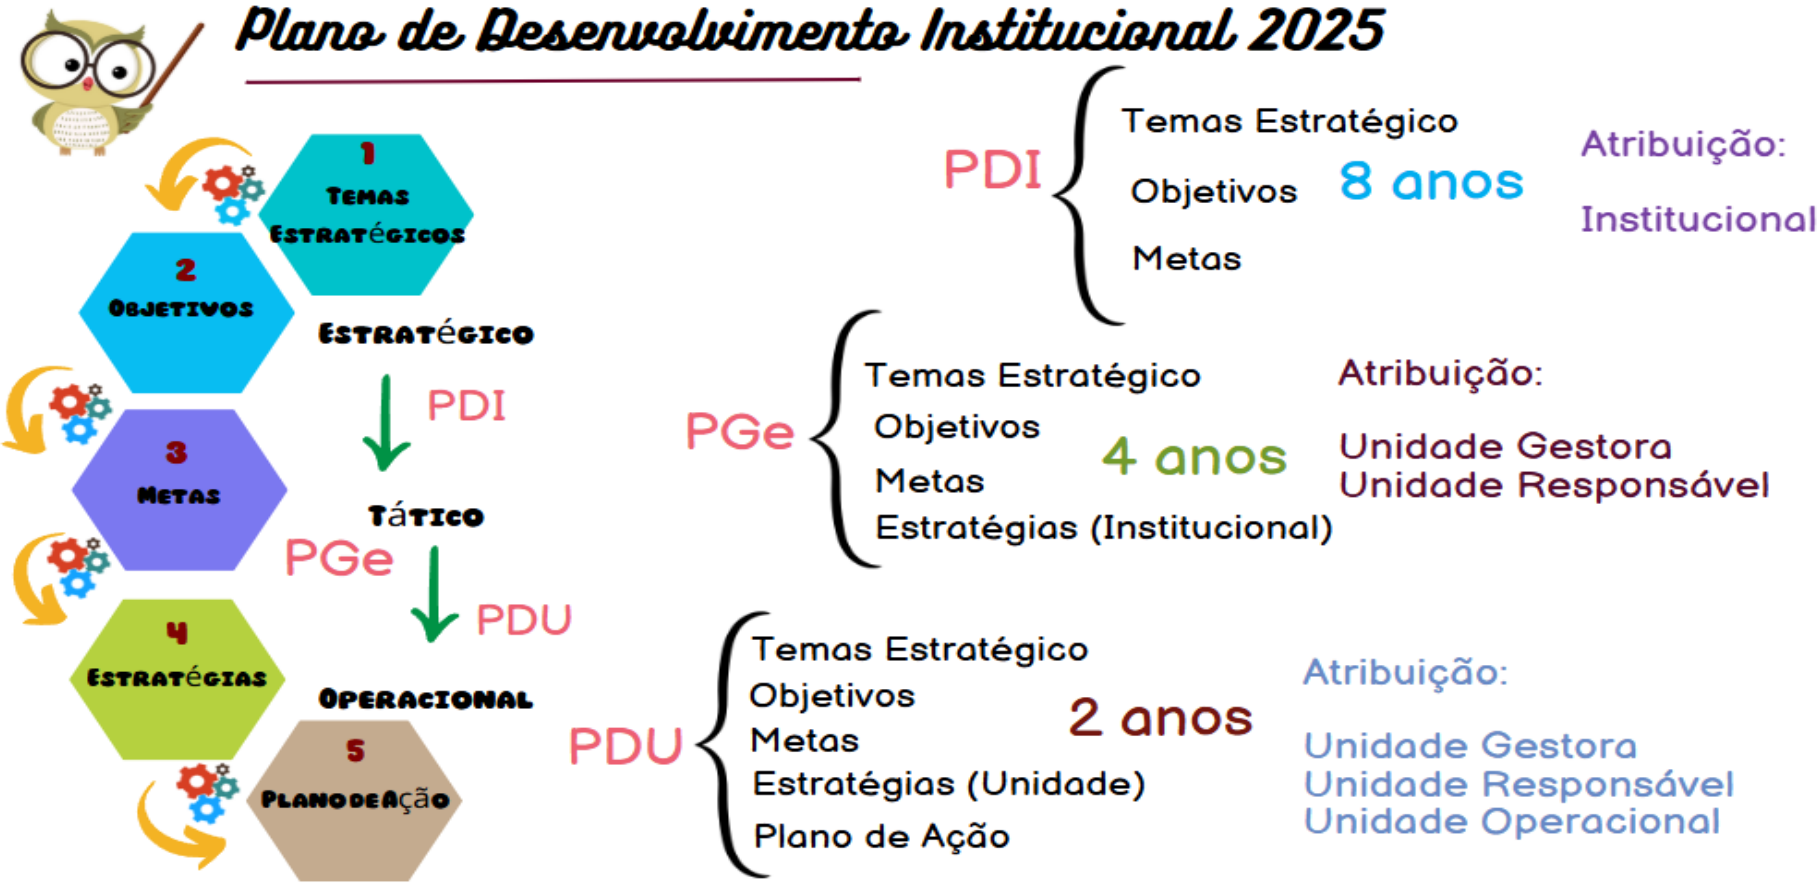 Plano de Desenvolvimento Institucional 2025
1
Temas
Estratégicos
2
Objetivos
3
Metas
4
Estratégias
5
Plano de Ação
Estratégico
PDI
Tático
PGe
PDU
Operacional
PDI
Temas Estratégico
Objetivos
Metas
8 anos
Atribuição:
Institucional
PGe
Temas Estratégico
Objetivos
Metas
Estratégias (Institucional)
4 anos
Atribuição:
Unidade Gestora
Unidade Responsável
PDU
Temas Estratégico
Objetivos
Metas
Estratégias (Unidade)
Plano de Ação
2 anos
Atribuição:
Unidade Gestora
Unidade Responsável
Unidade Operacional